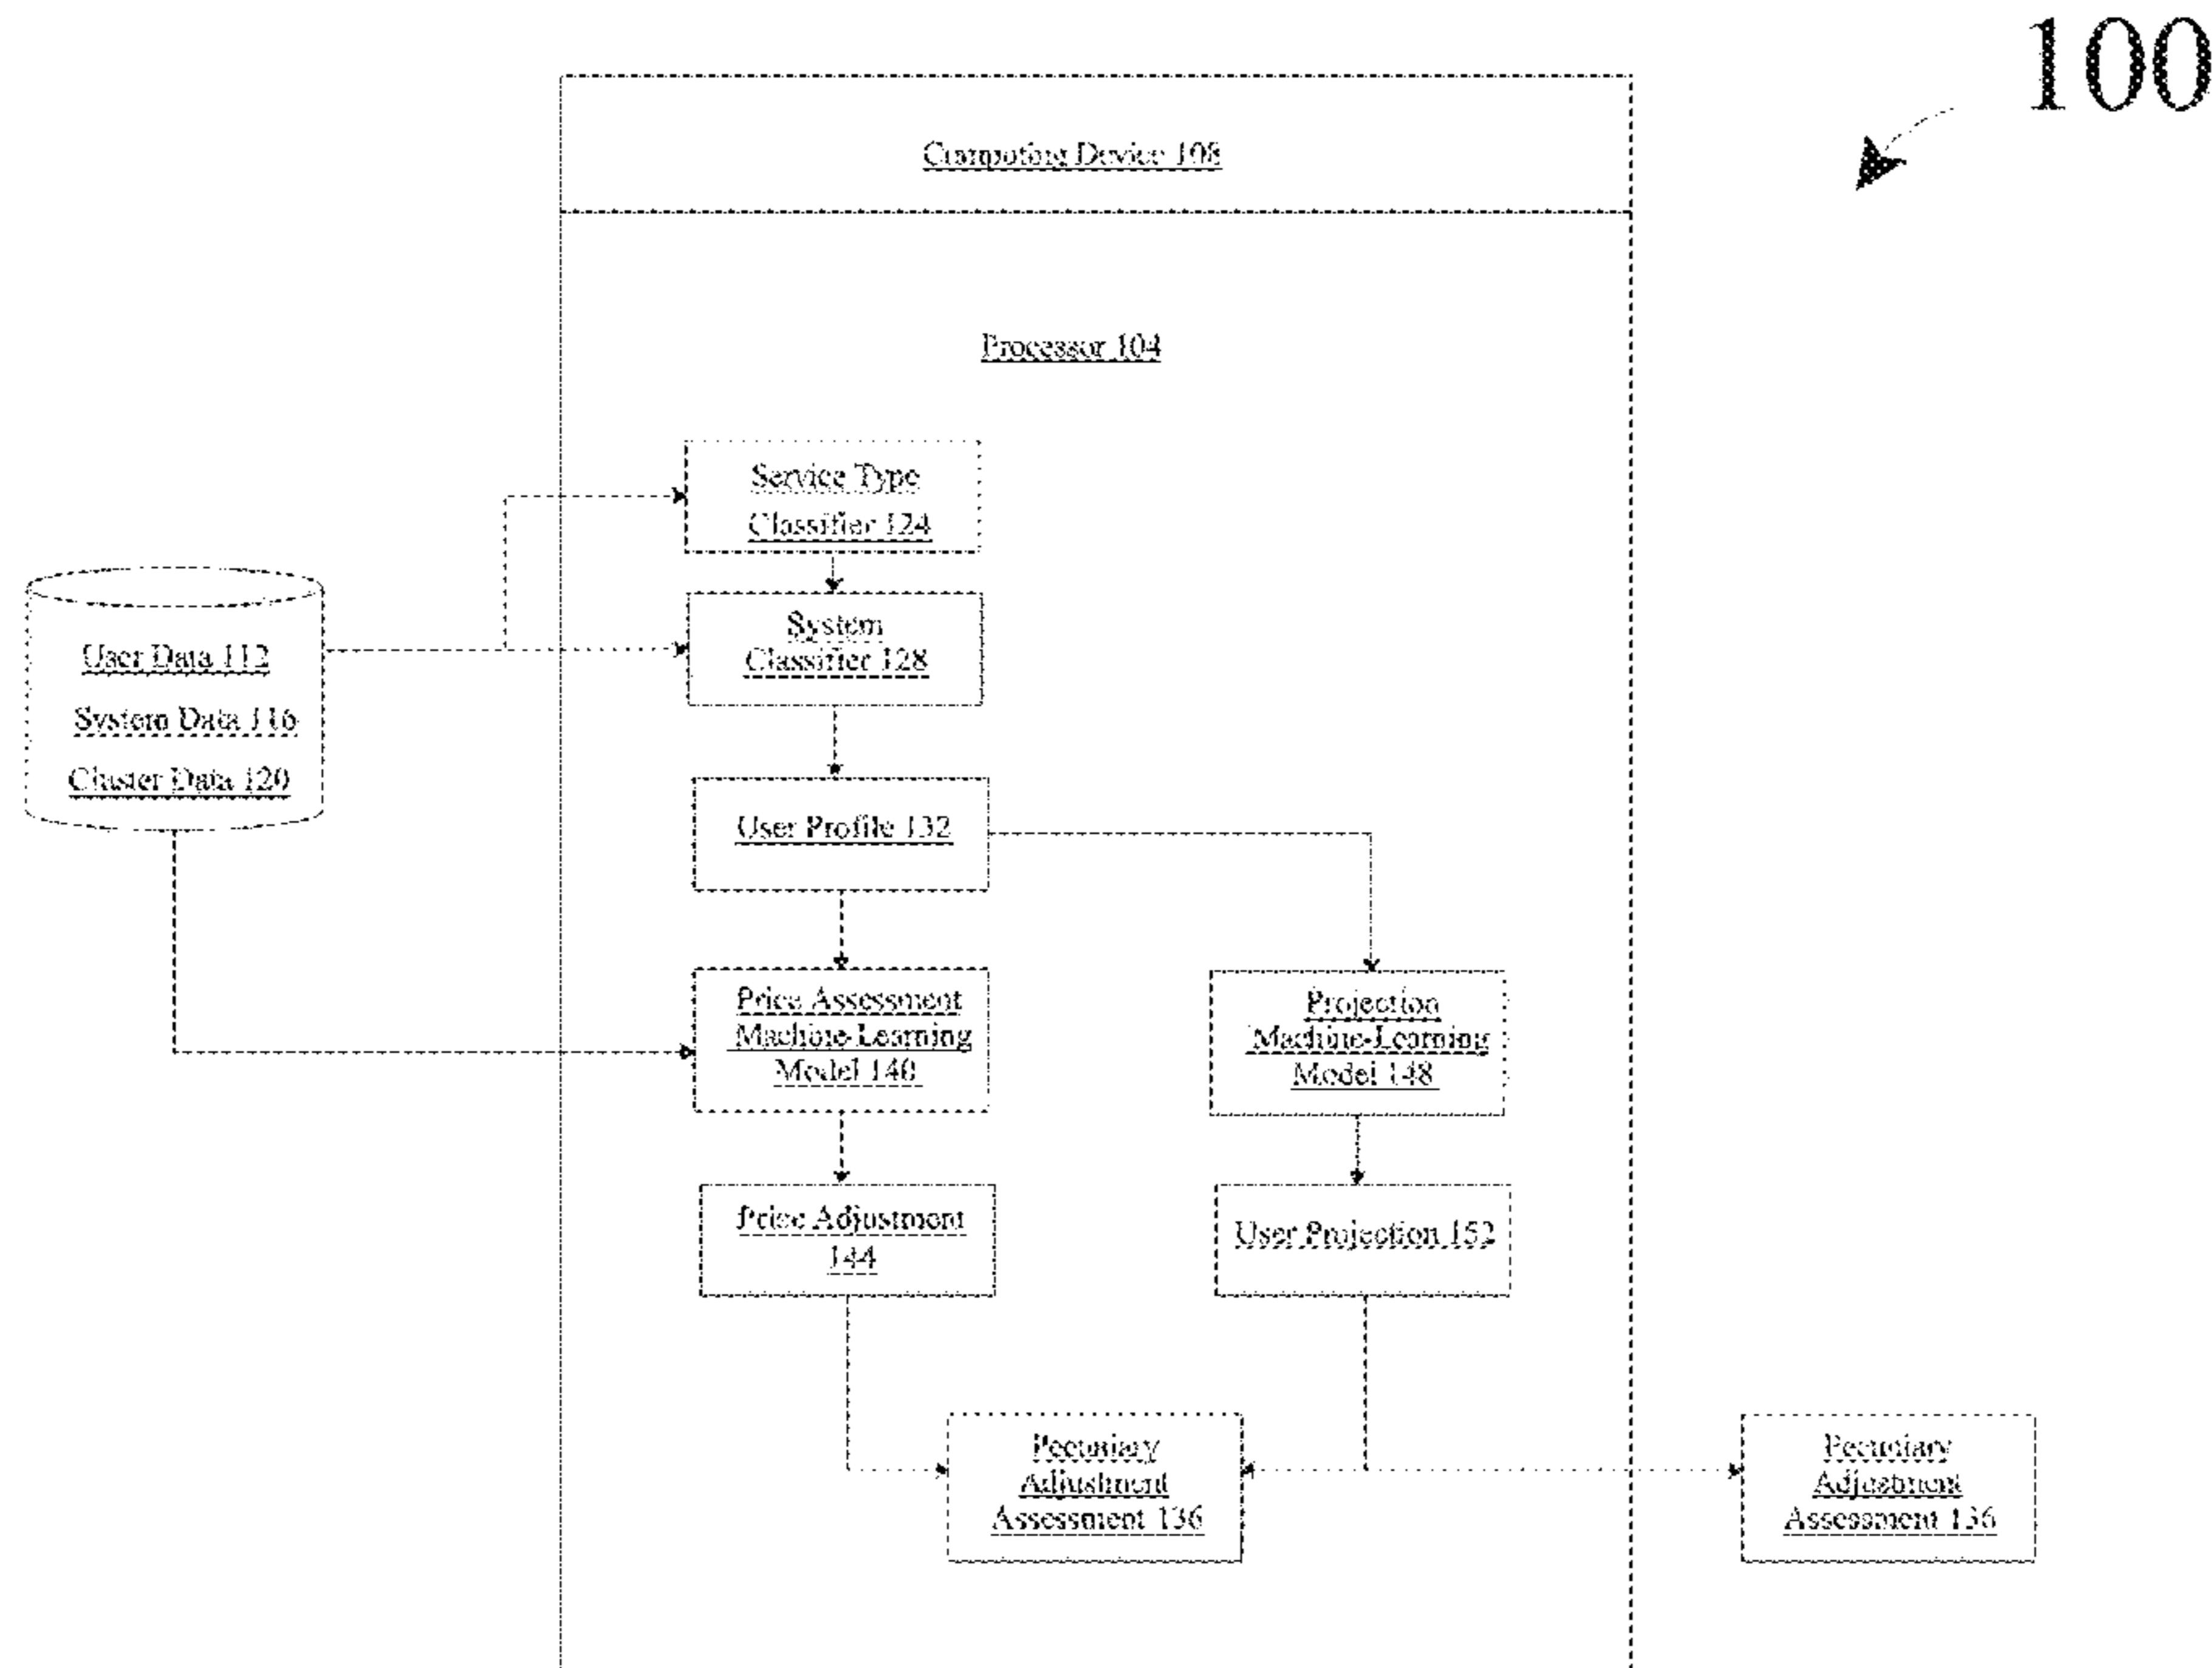 100
Computing Device 108
Processor 104
Service Type
Classifier 124
System
Classifier 128
User Data 112
System Data 116
Cluster Data 120
User Profile 132
Price Assessment
Machine-Learning
Model 140
Projection
Machine-Learning
Model 148
Price Adjustment
144
User Projection 152
Pecuniary
Adjustment
Assessment 136
Pecuniary
Adjustment
Assessment 136